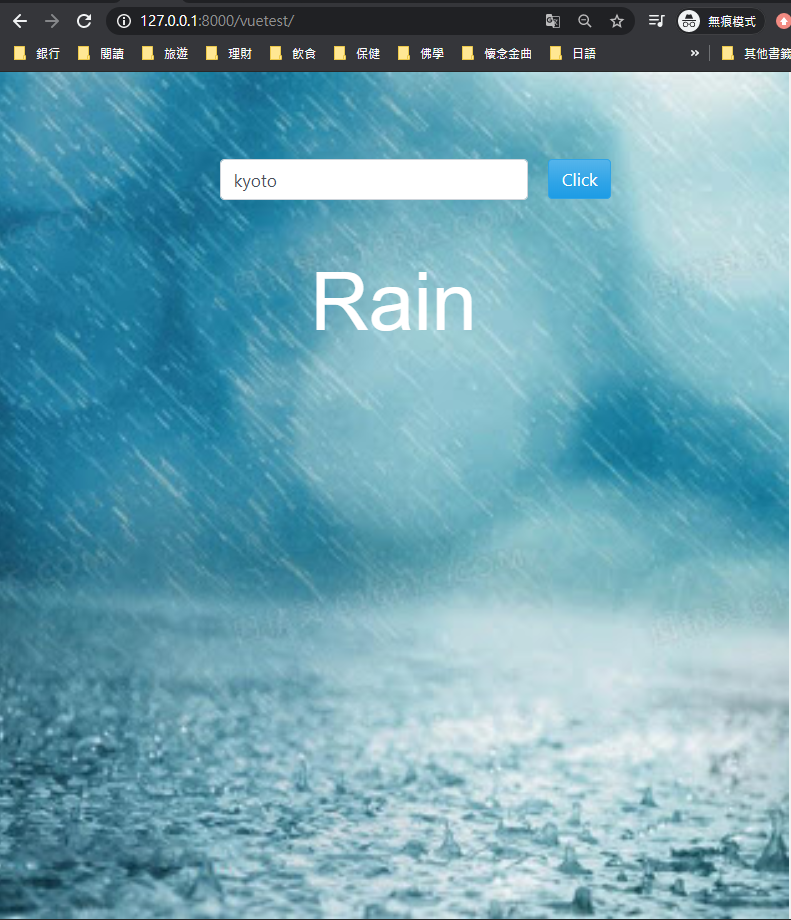 127.0.0.1:8000/vuetest/
無痕模式
銀行 閱讀 旅遊 理財 飲食 保健 佛學 懷念金曲 日語 » 其他書籤
kyoto
Click
Rain